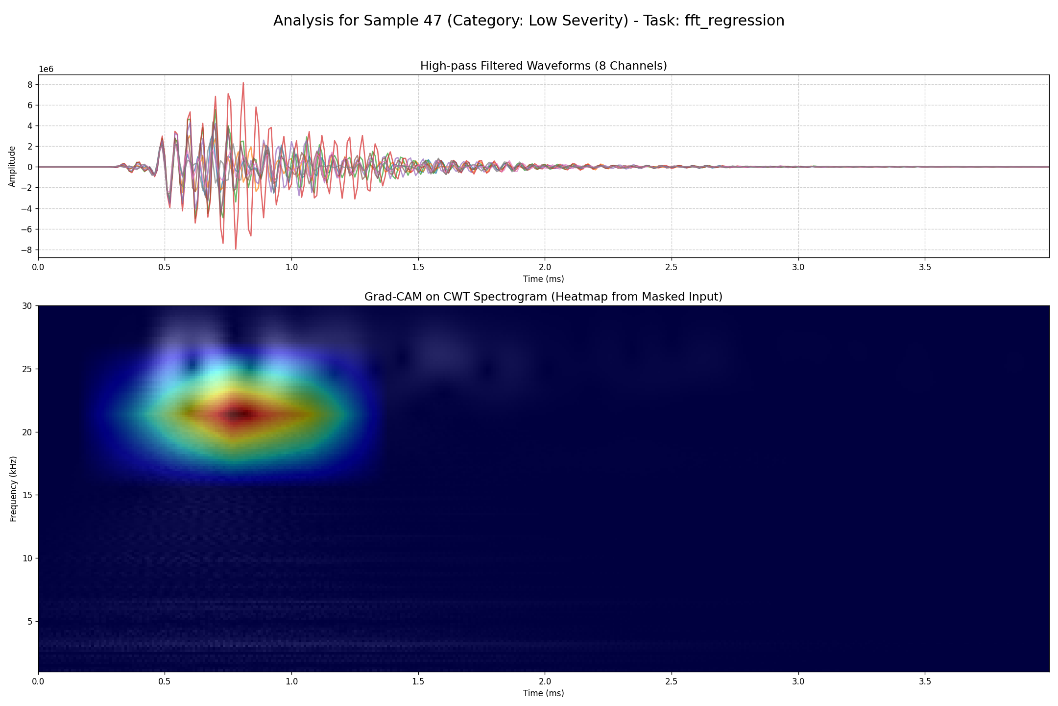 Analysis for Sample 47 (Category: Low Severity) - Task: fft_regression
High-pass Filtered Waveforms (8 Channels)
1e6
8
6
4
2
0
−2
−4
−6
−8
Amplitude
0.0 0.5 1.0 1.5 2.0 2.5 3.0 3.5
Time (ms)
Grad-CAM on CWT Spectrogram (Heatmap from Masked Input)
30
25
20
15
10
5
Frequency (kHz)
0.0 0.5 1.0 1.5 2.0 2.5 3.0 3.5
Time (ms)